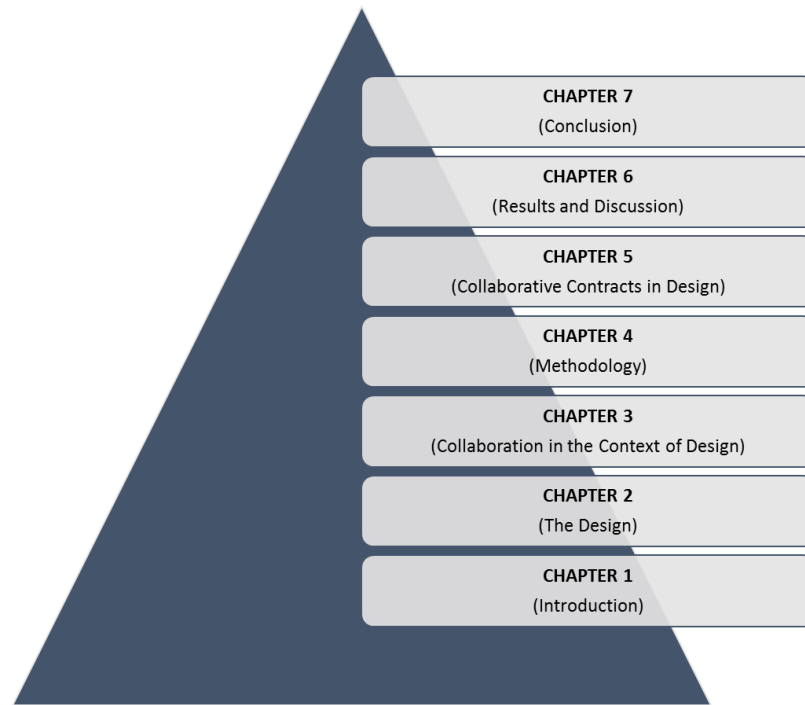 CHAPTER 7
(Conclusion)
CHAPTER 6
(Results and Discussion)
CHAPTER 5
(Collaborative Contracts in Design)
CHAPTER 4
(Methodology)
CHAPTER 3
(Collaboration in the Context of Design)
CHAPTER 2
(The Design)
CHAPTER 1
(Introduction)